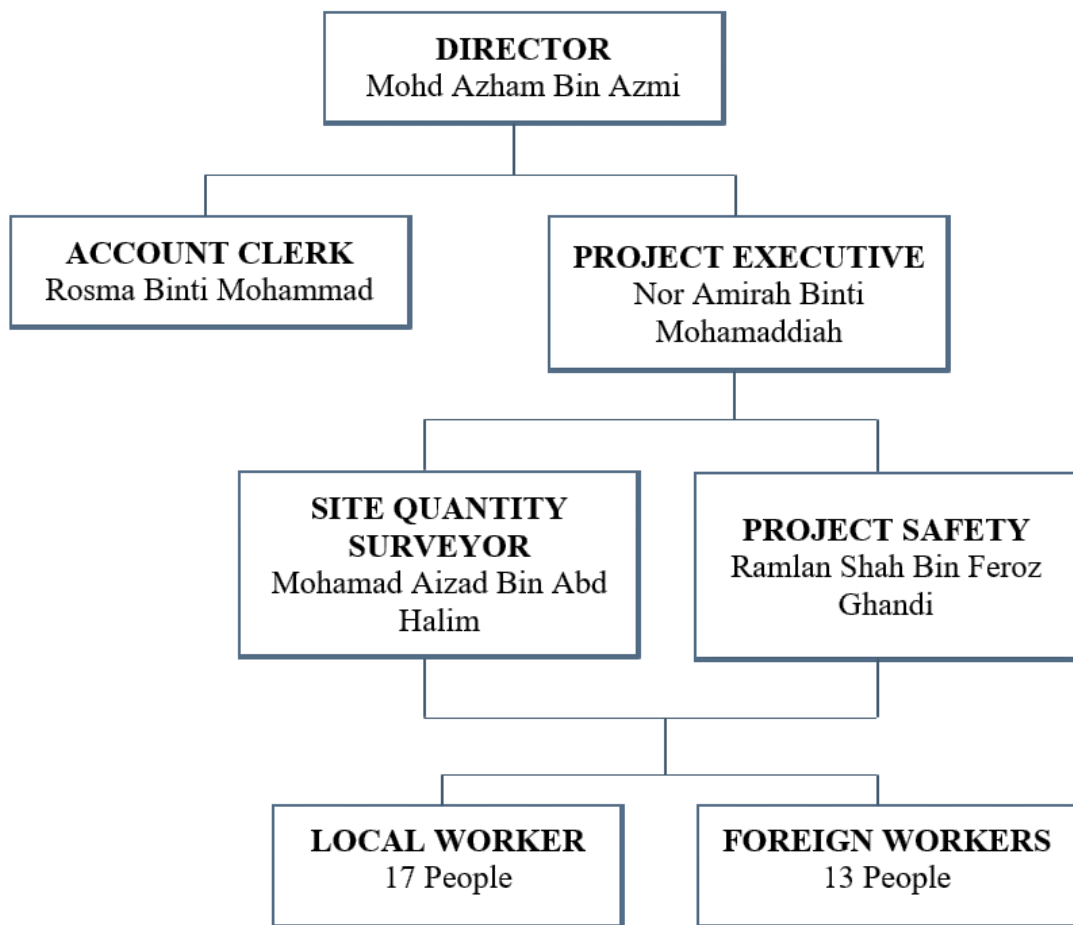 DIRECTOR
Mohd Azham Bin Azmi
ACCOUNT CLERK
Rosma Binti Mohammad
PROJECT EXECUTIVE
Nor Amirah Binti
Mohamaddiah
SITE QUANTITY
SURVEYOR
Mohamad Aizad Bin Abd
Halim
PROJECT SAFETY
Ramlan Shah Bin Feroz
Ghandi
LOCAL WORKER
17 People
FOREIGN WORKERS
13 People